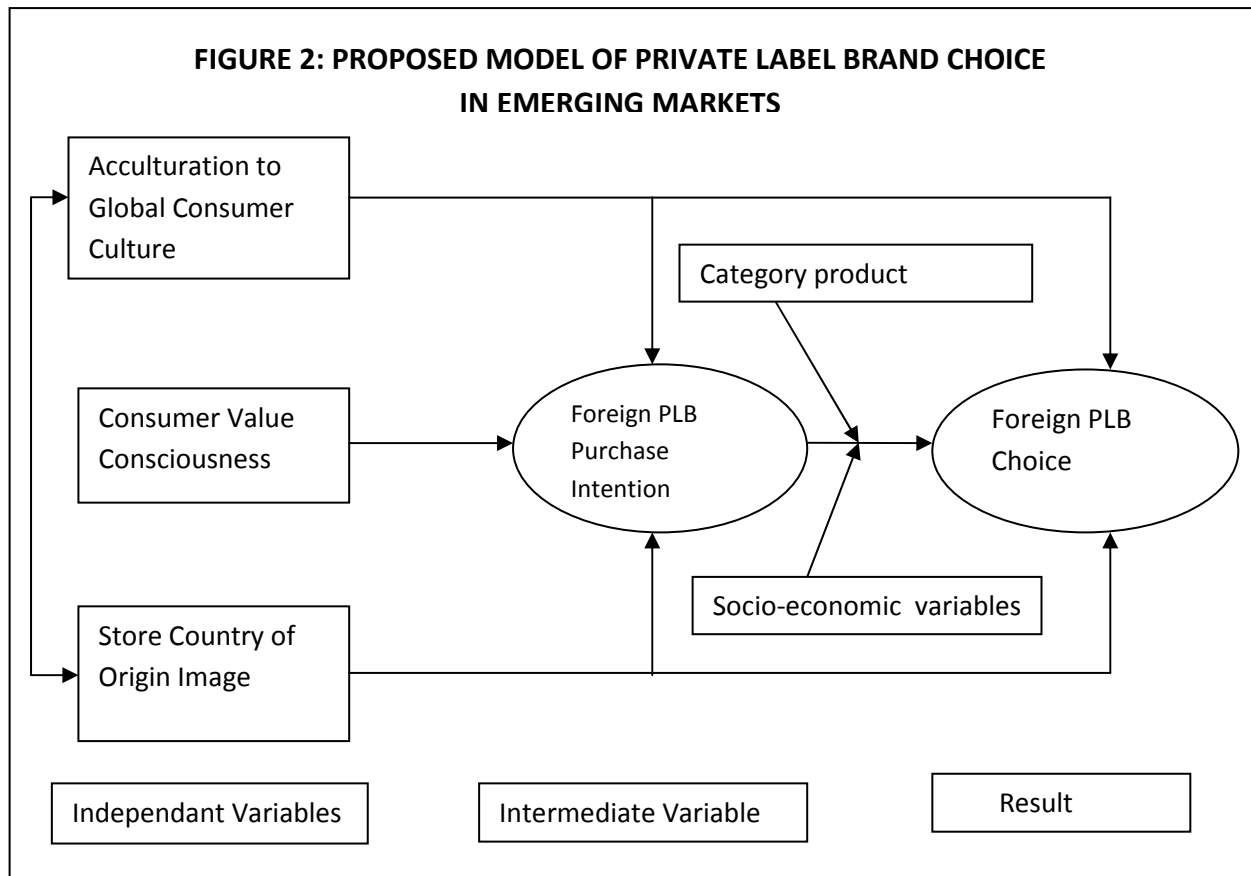 FIGURE 2: PROPOSED MODEL OF PRIVATE LABEL BRAND CHOICE
IN EMERGING MARKETS
Acculturation to
Global Consumer
Culture
Category product
Consumer Value
Consciousness
Foreign PLB
Purchase
Intention
Foreign PLB
Choice
Socio-economic variables
Store Country of
Origin Image
Independant Variables
Intermediate Variable
Result